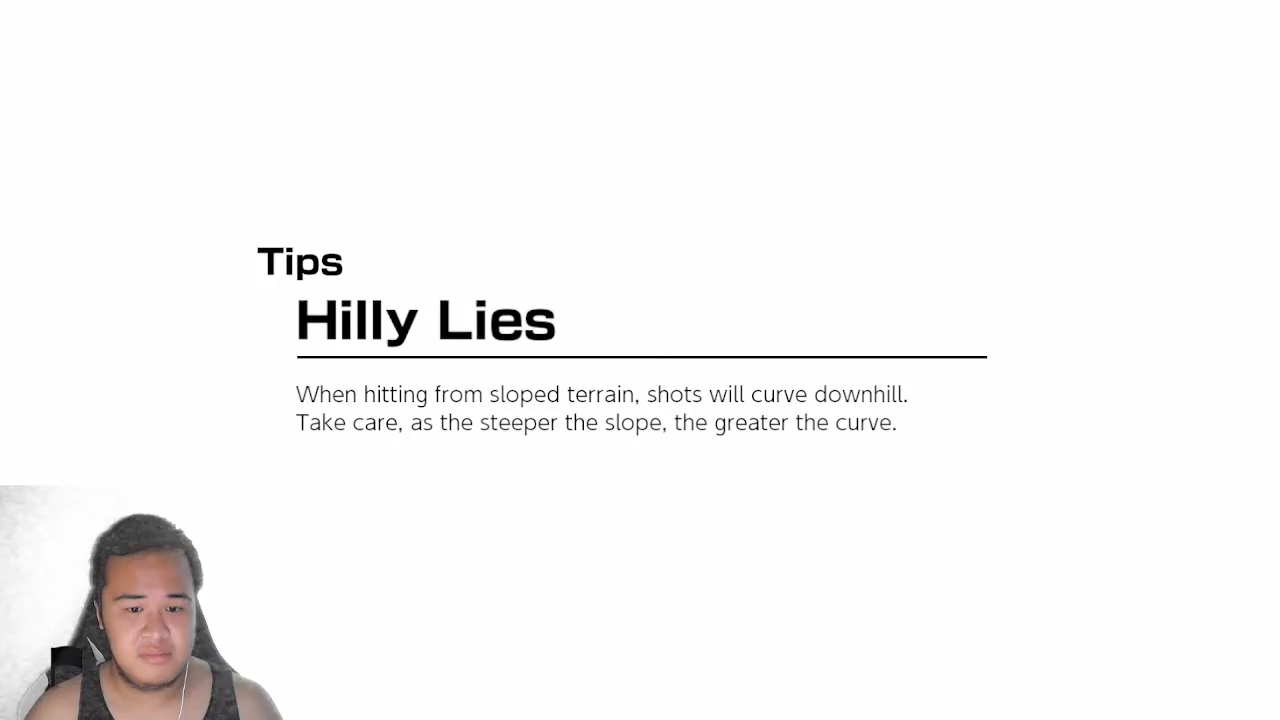 Tips
Hilly Lies
When hitting from sloped terrain, shots will curve downhill.
Take care, as the steeper the slope, the greater the curve.